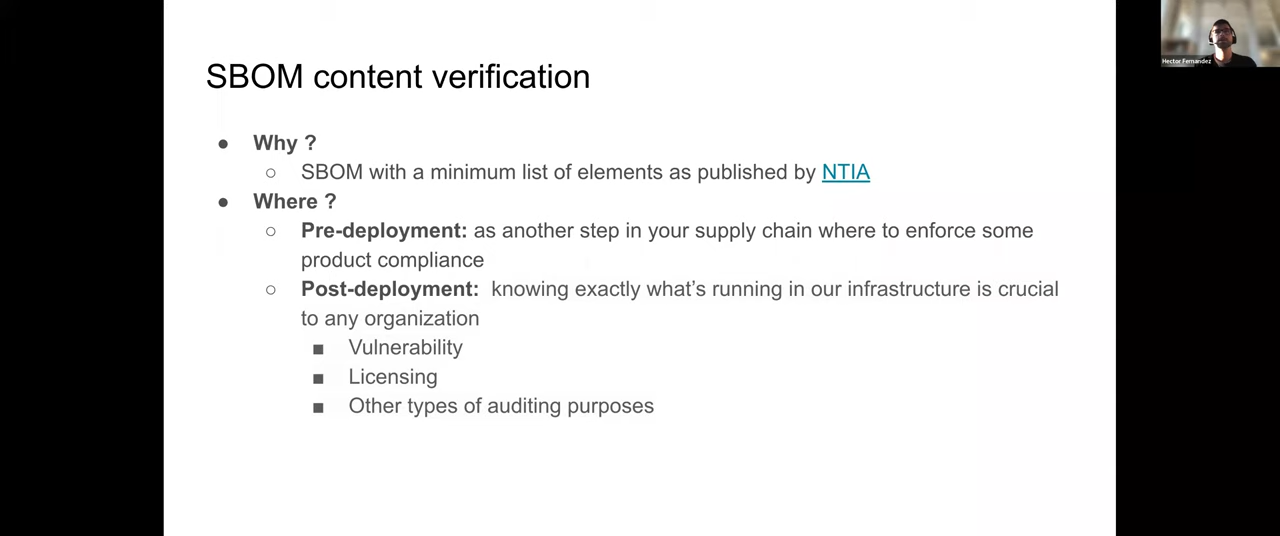 SBOM content verification
● Why ?
○ SBOM with a minimum list of elements as published by NTIA
● Where ?
○ Pre-deployment: as another step in your supply chain where to enforce some
product compliance
○ Post-deployment: knowing exactly what's running in our infrastructure is crucial
to any organization
■ Vulnerability
■ Licensing
■ Other types of auditing purposes
Hector Fernandez